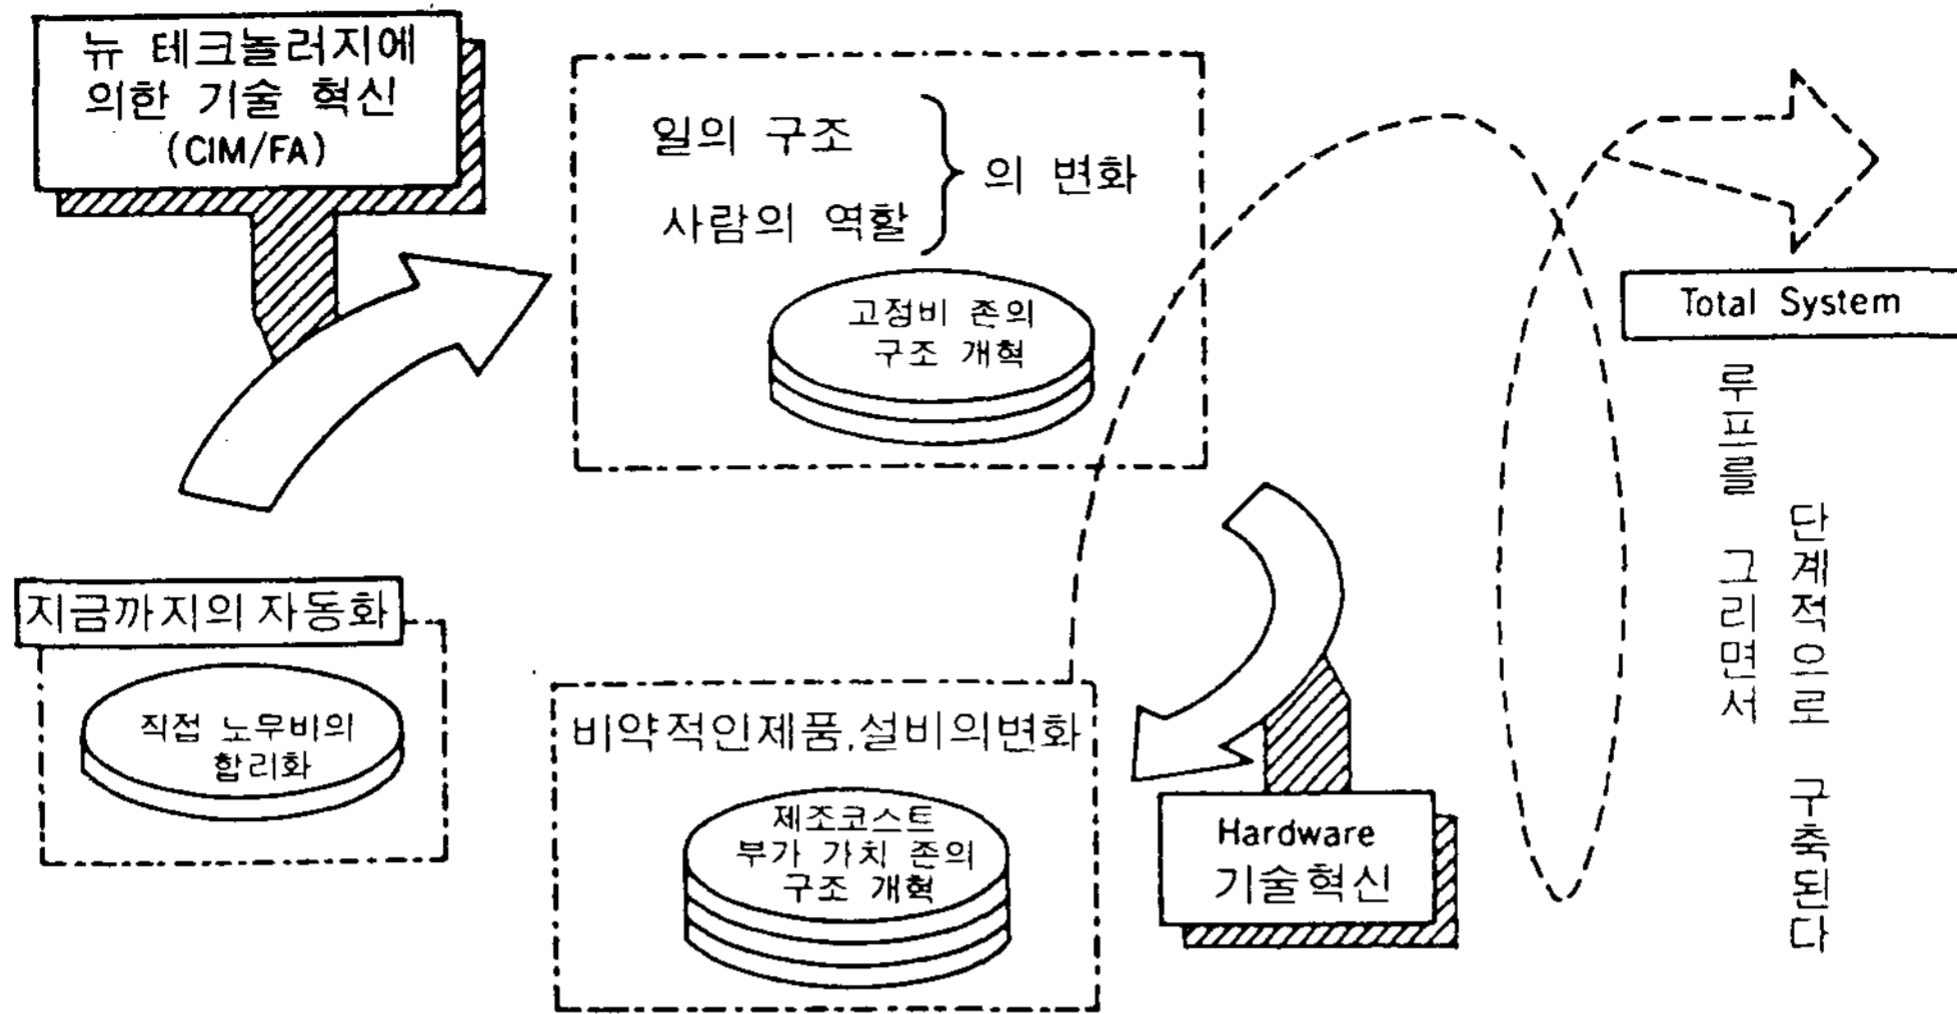 뉴 테크놀러지에
의한 기술 혁신
(CIM/FA)
일의 구조
사람의 역할
의 변화
고정비 존의
구조 개혁
Total System
루프를 그리면서
단계적으로 구축된다
지금까지의 자동화
직접 노무비의
합리화
비약적인제품,설비의변화
제조코스트
부가 가치 존의
구조 개혁
Hardware
기술혁신